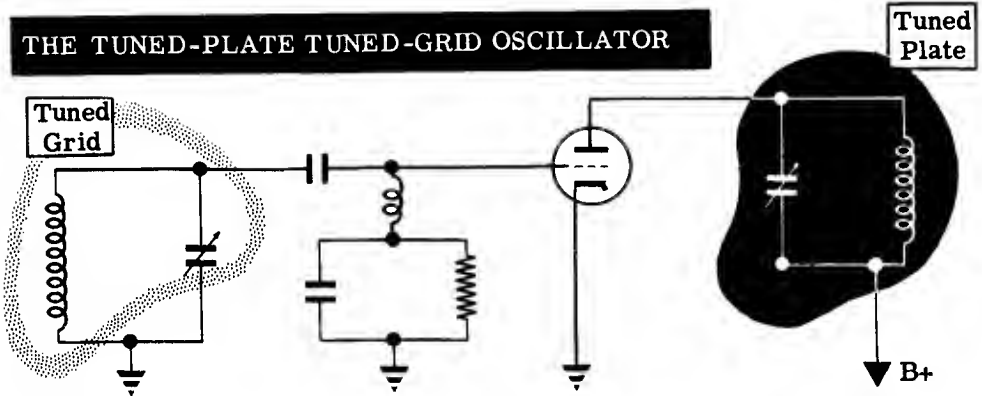 THE TUNED-PLATE TUNED-GRID OSCILLATOR
Tuned
Plate
Tuned
Grid
B+